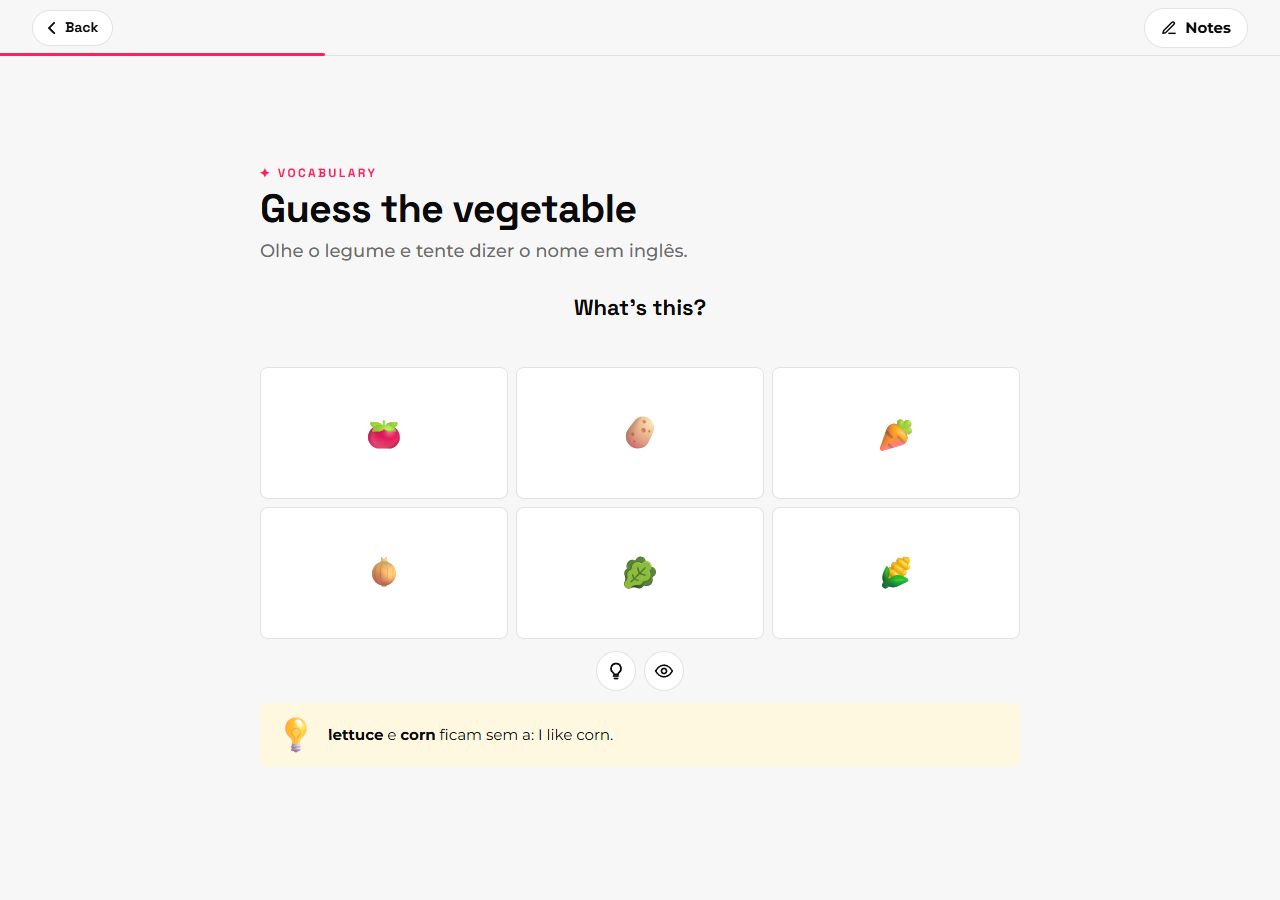 Back
Notes
VOCABULARY
Guess the vegetable
Olhe o legume e tente dizer o nome em inglês.
What's this?
lettuce e corn ficam sem a: I like corn.